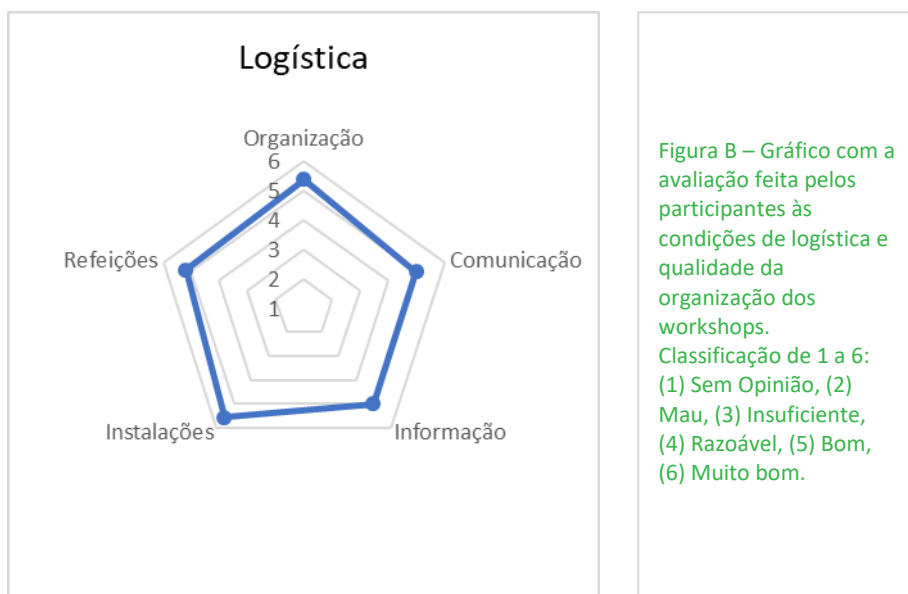 Logística
Organização
6
5
4
3
2
1
Refeições
Comunicação
Instalações
Informação
Figura B – Gráfico com a
avaliação feita pelos
participantes às
condições de logística e
qualidade da
organização dos
workshops.
Classificação de 1 a 6:
(1) Sem Opinião, (2)
Mau, (3) Insuficiente,
(4) Razoável, (5) Bom,
(6) Muito bom.